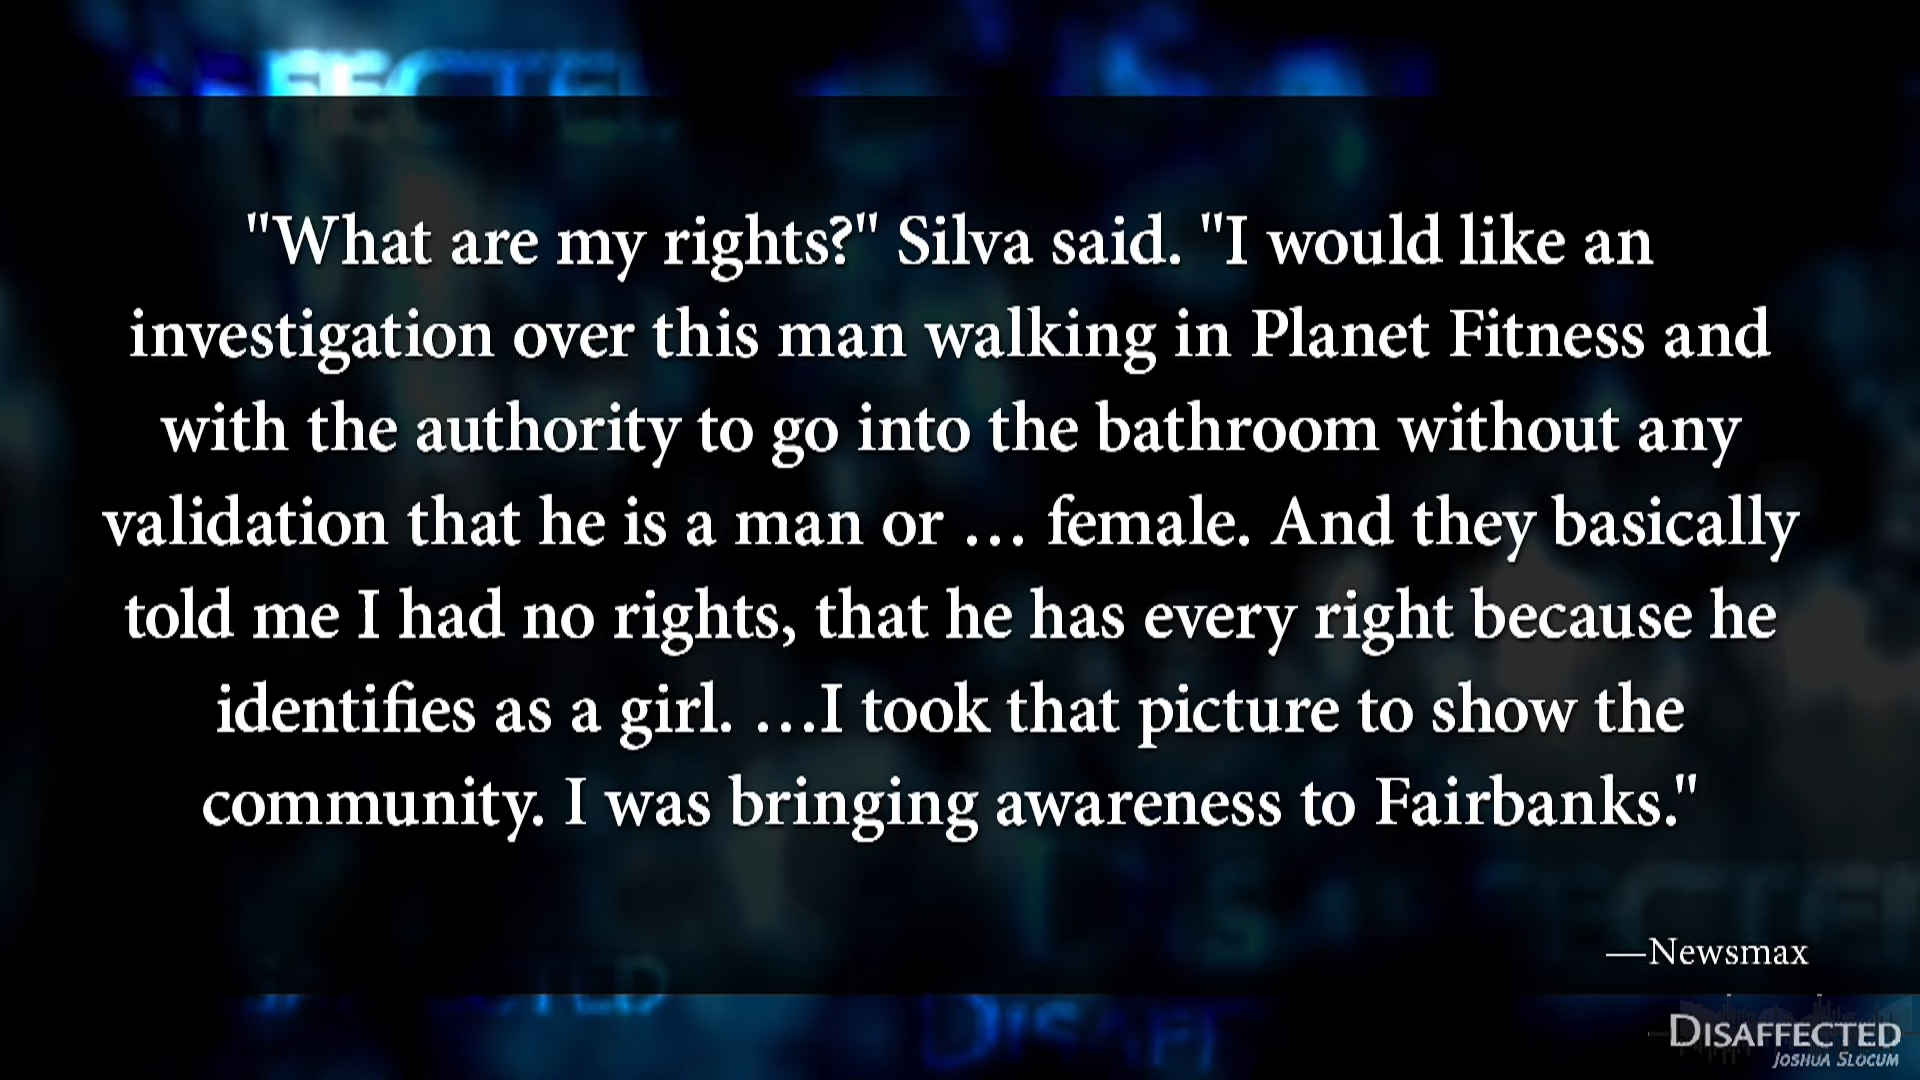 "What are my rights?" Silva said. "I would like an
investigation over this man walking in Planet Fitness and
with the authority to go into the bathroom without any
validation that he is a man or … female. And they basically
told me I had no rights, that he has every right because he
identifies as a girl. …I took that picture to show the
community. I was bringing awareness to Fairbanks."
—Newsmax
DISAFFECTED
JOSHUA SLOCUM